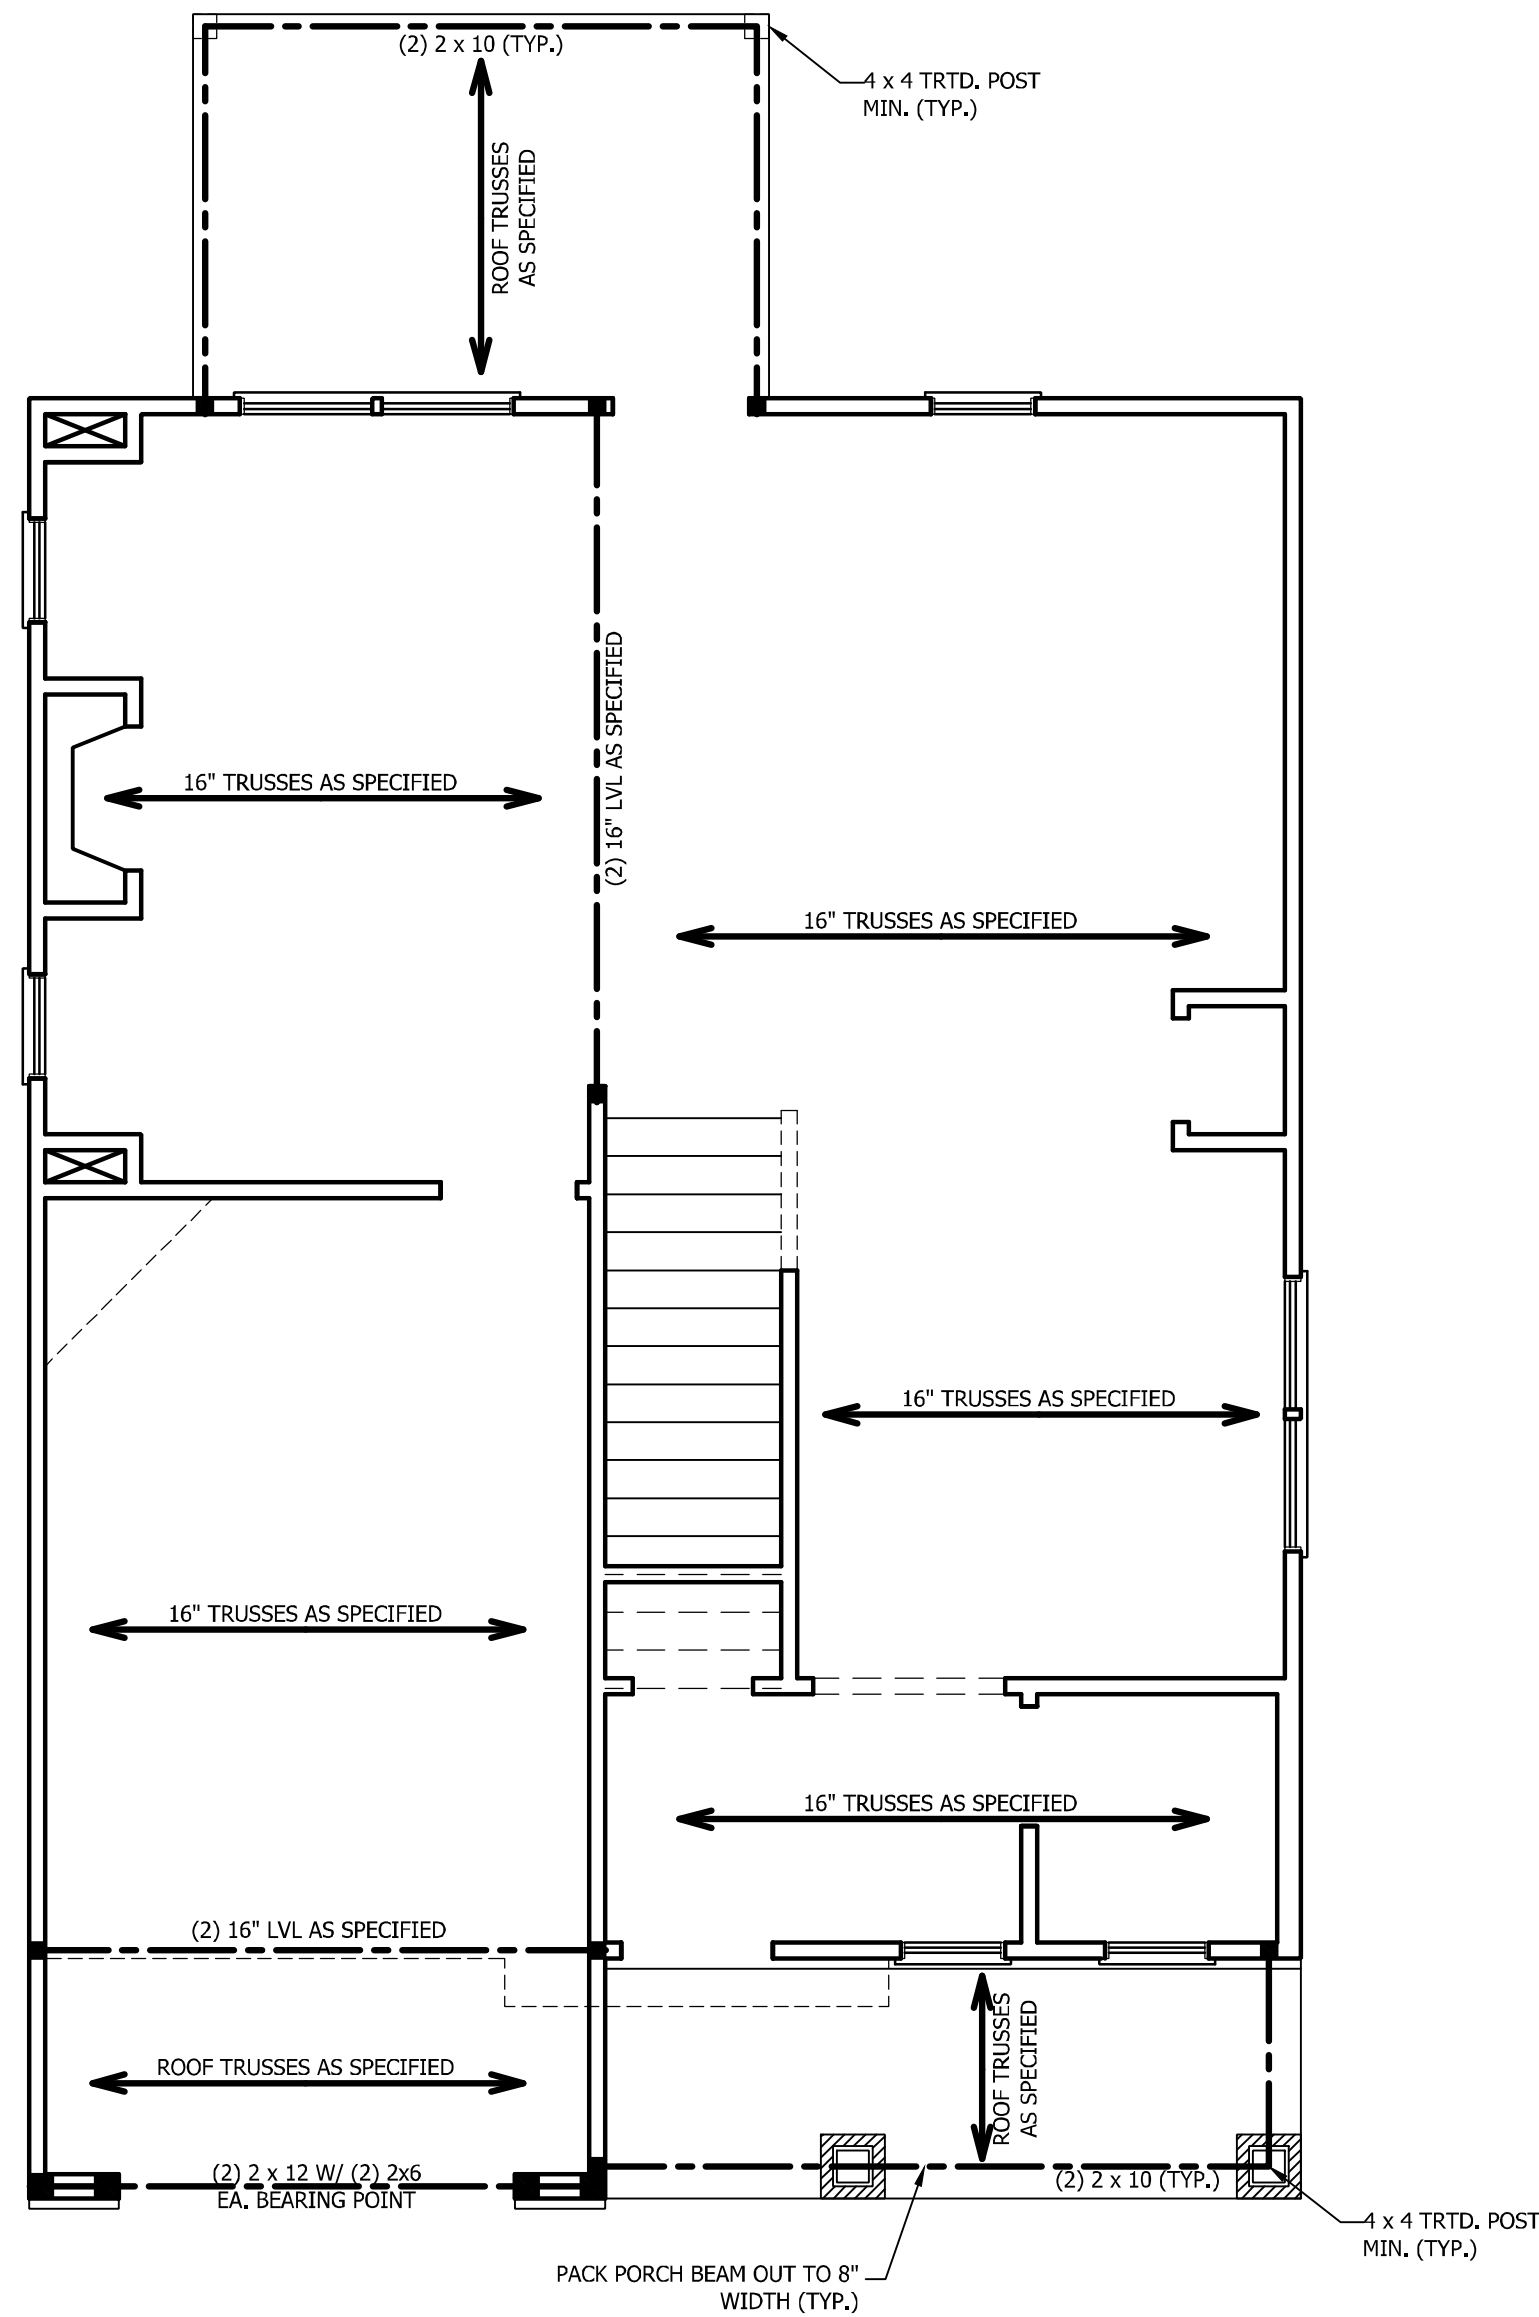 (2) 2 x 10 (TYP.)
4 x 4 TRTD. POST
MIN. (TYP.)
ROOF TRUSSES
AS SPECIFIED
(2) 16" LVL AS SPECIFIED
16" TRUSSES AS SPECIFIED
16" TRUSSES AS SPECIFIED
16" TRUSSES AS SPECIFIED
16" TRUSSES AS SPECIFIED
16" TRUSSES AS SPECIFIED
(2) 16" LVL AS SPECIFIED
ROOF TRUSSES
AS SPECIFIED
ROOF TRUSSES AS SPECIFIED
(2) 2 x 12 W/ (2) 2x6
EA. BEARING POINT
(2) 2 x 10 (TYP.)
4 x 4 TRTD. POST
MIN. (TYP.)
PACK PORCH BEAM OUT TO 8"
WIDTH (TYP.)